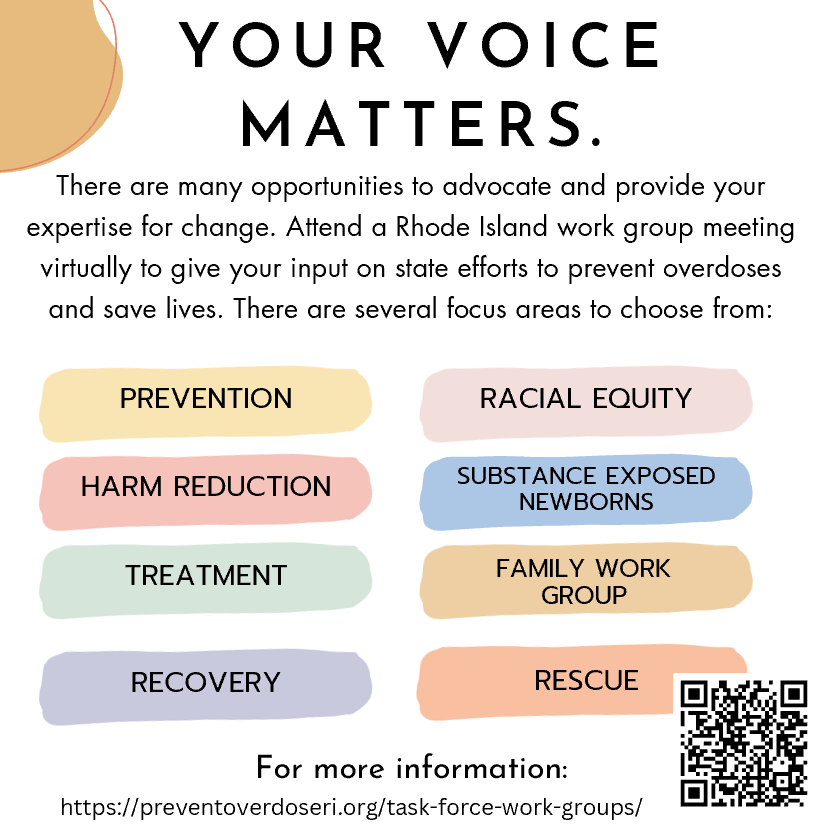 YOUR VOICE
MATTERS.
There are many opportunities to advocate and provide your
expertise for change. Attend a Rhode Island work group meeting
virtually to give your input on state efforts to prevent overdoses
and save lives. There are several focus areas to choose from:
PREVENTION
HARM REDUCTION
TREATMENT
RECOVERY
RACIAL EQUITY
SUBSTANCE EXPOSED
NEWBORNS
FAMILY WORK
GROUP
RESCUE
For more information:
https://preventoverdoseri.org/task-force-work-groups/